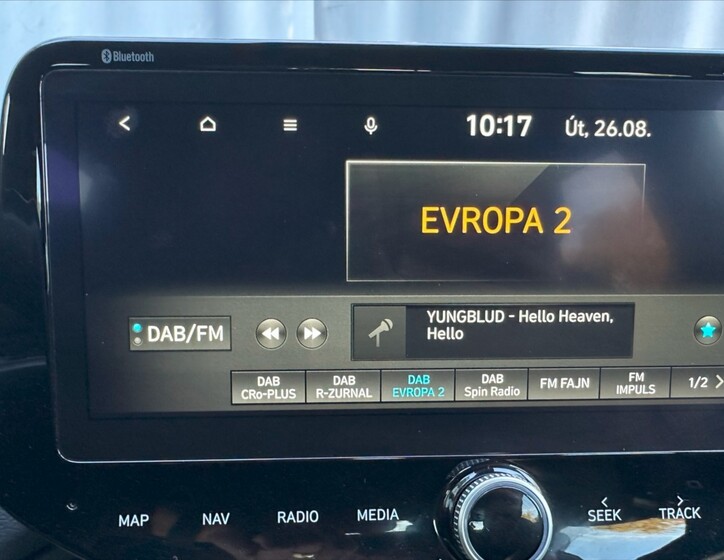 Bluetooth
10:17 Út, 26.08.
EVROPA 2
DAB/FM
YUNGBLUD - Hello Heaven,
Hello
DAB CRo-PLUS
DAB R-ZURNAL
DAB EVROPA 2
DAB Spin Radio
FM FAJN
FM IMPULS
1/2 >
MAP NAV RADIO MEDIA < SEEK > TRACK